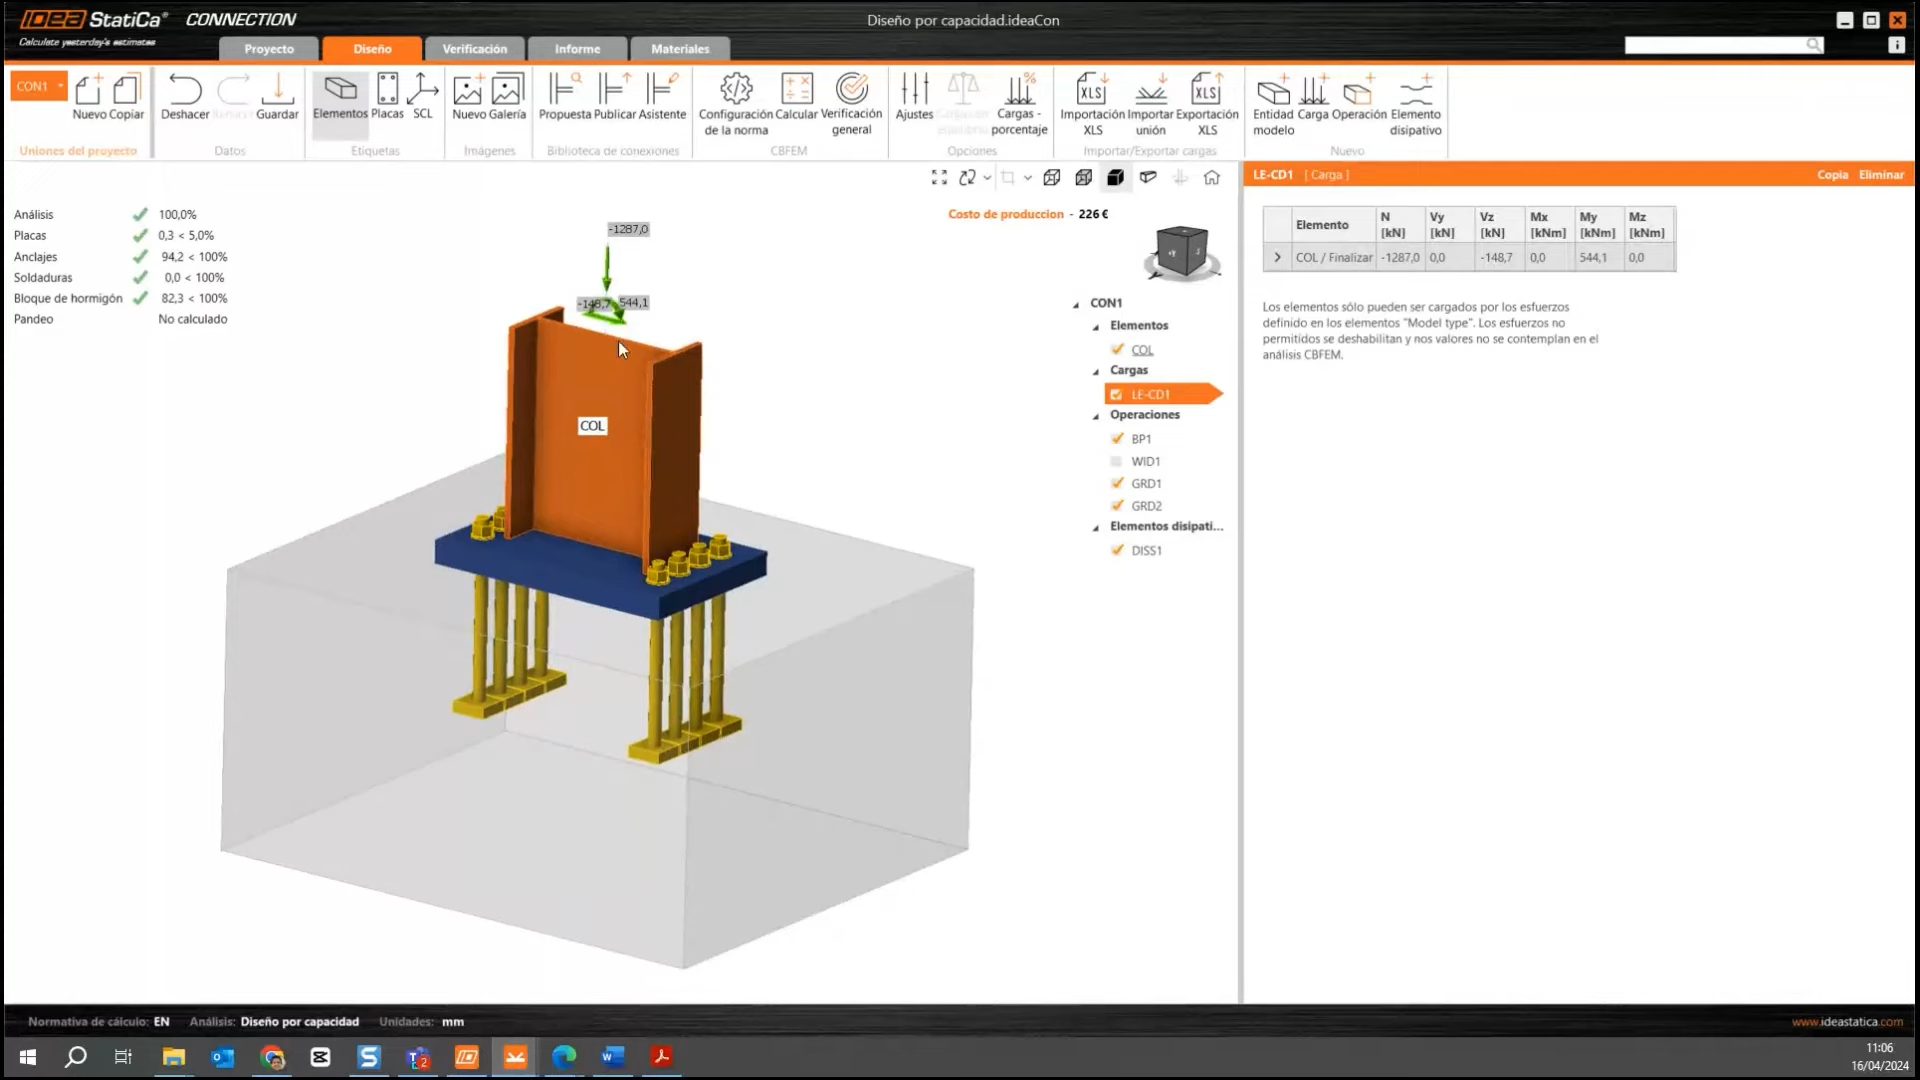 IDEA StatiCa® CONNECTION
Calculate yesterday's estimates
Diseño por capacidad.ideaCon
Proyecto Diseño Verificación Informe Materiales
CON1
Nuevo Copiar
Uniones del proyecto
Deshacer Guardar
Datos
Elementos Placas SCL
Etiquetas
Nuevo Galería
Imágenes
Propuesta Publicar Asistente
Biblioteca de conexiones
Configuración de la norma
Calcular
Verificación general
CBFEM
Ajustes
Cargas - porcentaje
Opciones
XLS
Importación XLS
Importar unión
XLS
Exportación XLS
Importar/Exportar cargas
Entidad modelo
Carga
Operación
Elemento disipativo
Nuevo
Análisis 100,0%
Placas 0,3 < 5,0%
Anclajes 94,2 < 100%
Soldaduras 0,0 < 100%
Bloque de hormigón 82,3 < 100%
Pandeo No calculado
Costo de produccion - 226 €
-1287,0
-148,7 544,1
COL
CON1
Elementos
COL
Cargas
LE-CD1
Operaciones
BP1
WID1
GRD1
GRD2
Elementos disipati...
DISS1
LE-CD1 [ Carga ] Copia Eliminar
Elemento N [kN] Vy [kN] Vz [kN] Mx [kNm] My [kNm] Mz [kNm]
COL / Finalizar -1287,0 0,0 -148,7 0,0 544,1 0,0
Los elementos sólo pueden ser cargados por los esfuerzos
definido en los elementos "Model type". Los esfuerzos no
permitidos se deshabilitan y nos valores no se contemplan en el
análisis CBFEM.
Normativa de cálculo: EN Análisis: Diseño por capacidad Unidades: mm
www.ideastatica.com
11:06
16/04/2024